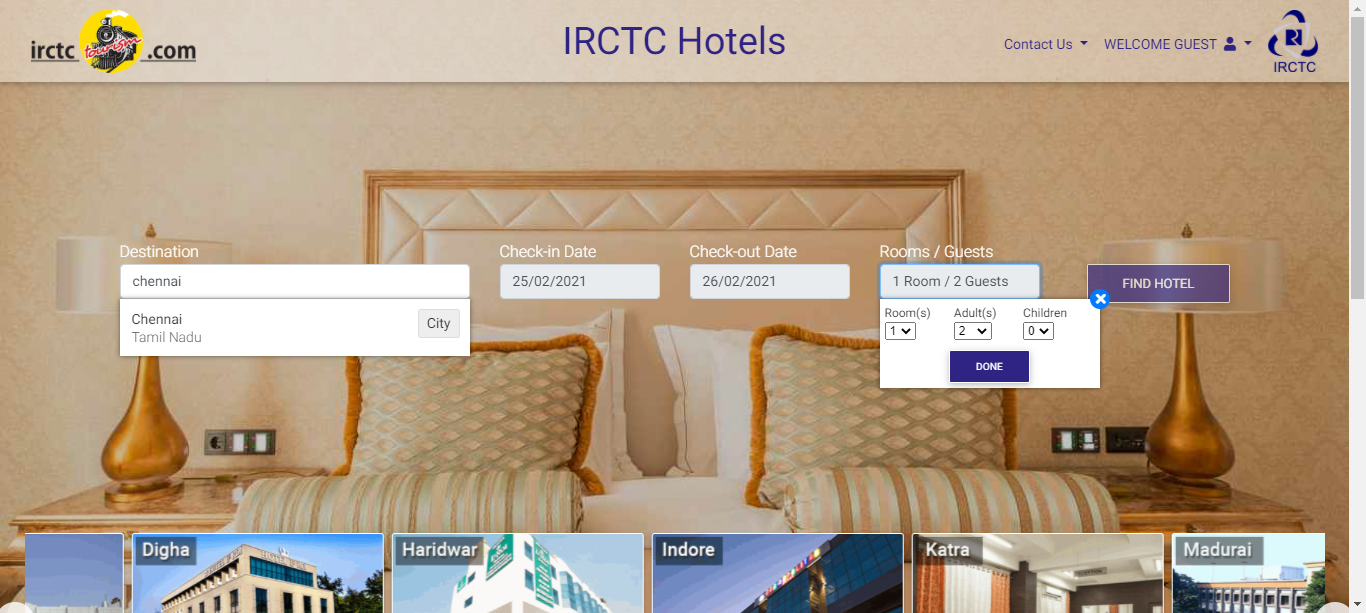 irctc tourism .com
IRCTC Hotels
Contact Us
WELCOME GUEST
IRCTC
Destination
Check-in Date
Check-out Date
Rooms / Guests
chennai
25/02/2021
26/02/2021
1 Room / 2 Guests
FIND HOTEL
Chennai
Tamil Nadu
City
Room(s)
Adult(s)
Children
1
2
0
DONE
Digha
Haridwar
Indore
Katra
Madurai